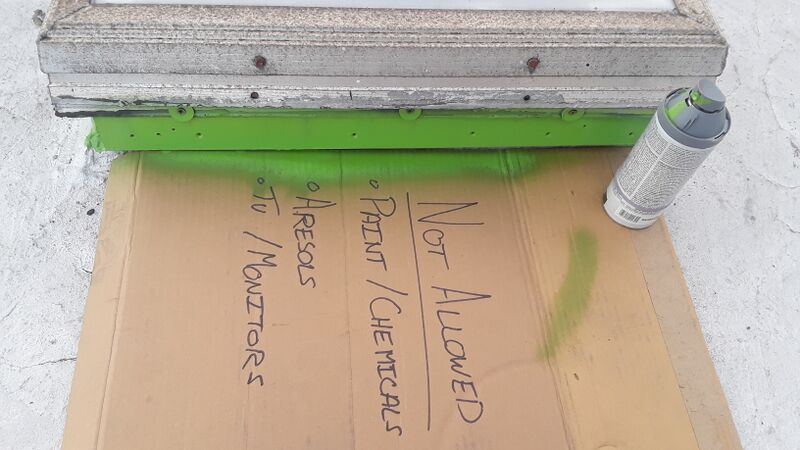 NOT ALLOWED
• PAINT / CHEMICALS
• ARESOLS
• TV / MONITORS